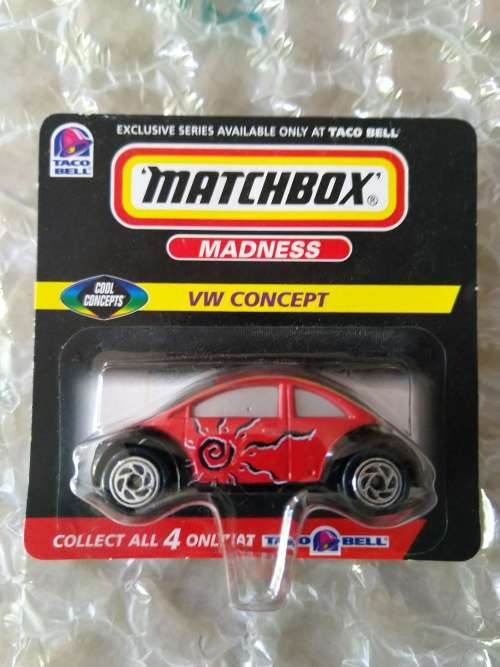 EXCLUSIVE SERIES AVAILABLE ONLY AT TACO BELL
TACO
BELL
"MATCHBOX"®
MADNESS
COOL
CONCEPTS
VW CONCEPT
COLLECT ALL 4 ONLY AT TACO BELL